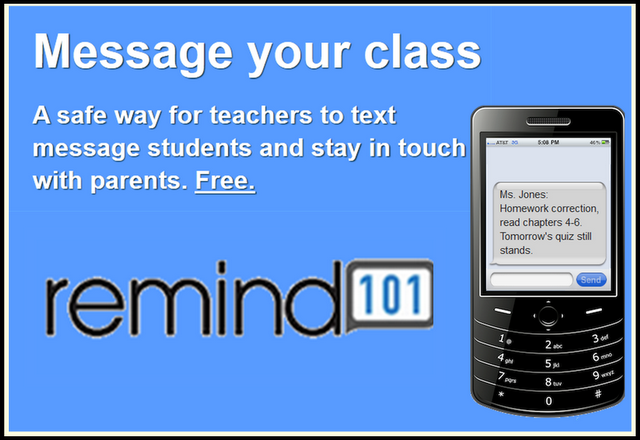 Message your class
A safe way for teachers to text
message students and stay in touch
with parents. Free.
remind101
AT&T 3G 5:08 PM 46%
Ms. Jones:
Homework correction,
read chapters 4-6.
Tomorrow's quiz still
stands.
Send
1
2 abc
3 def
4 ghi
5 jkl
6 mno
7 pqrs
8 tuv
9 wxyz
*
0
#